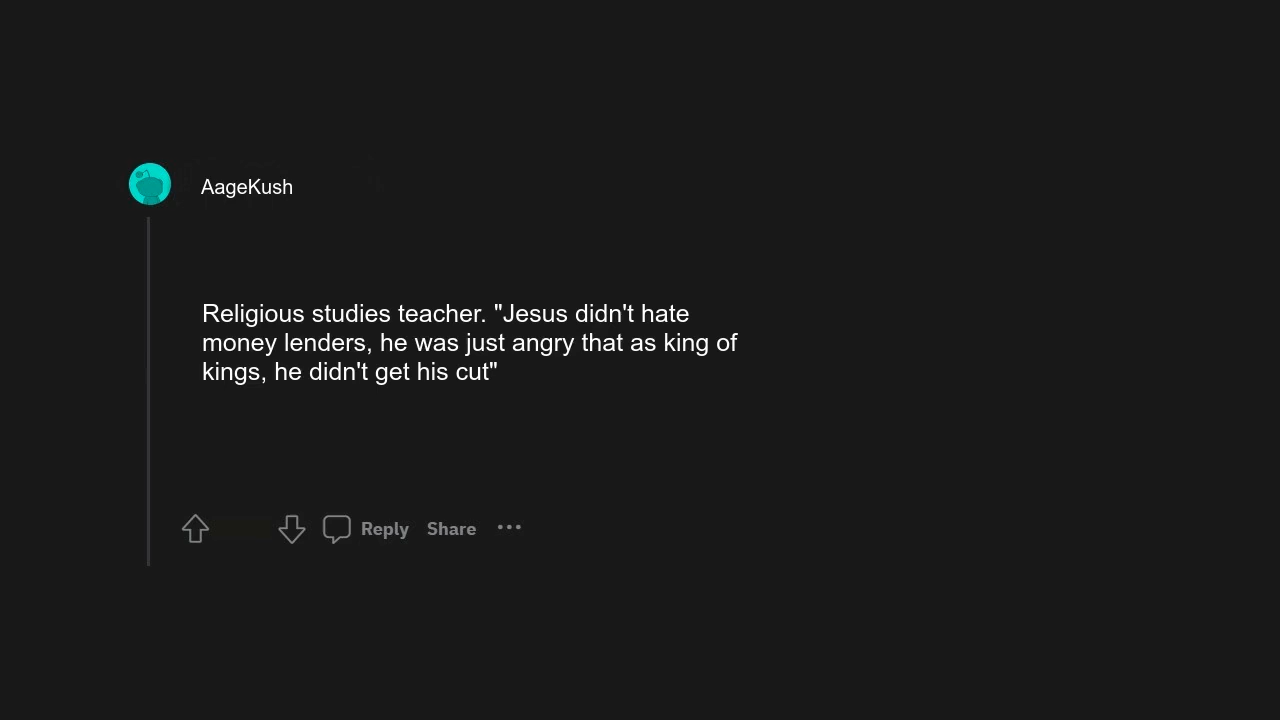 AageKush
Religious studies teacher. "Jesus didn't hate
money lenders, he was just angry that as king of
kings, he didn't get his cut"
Reply Share